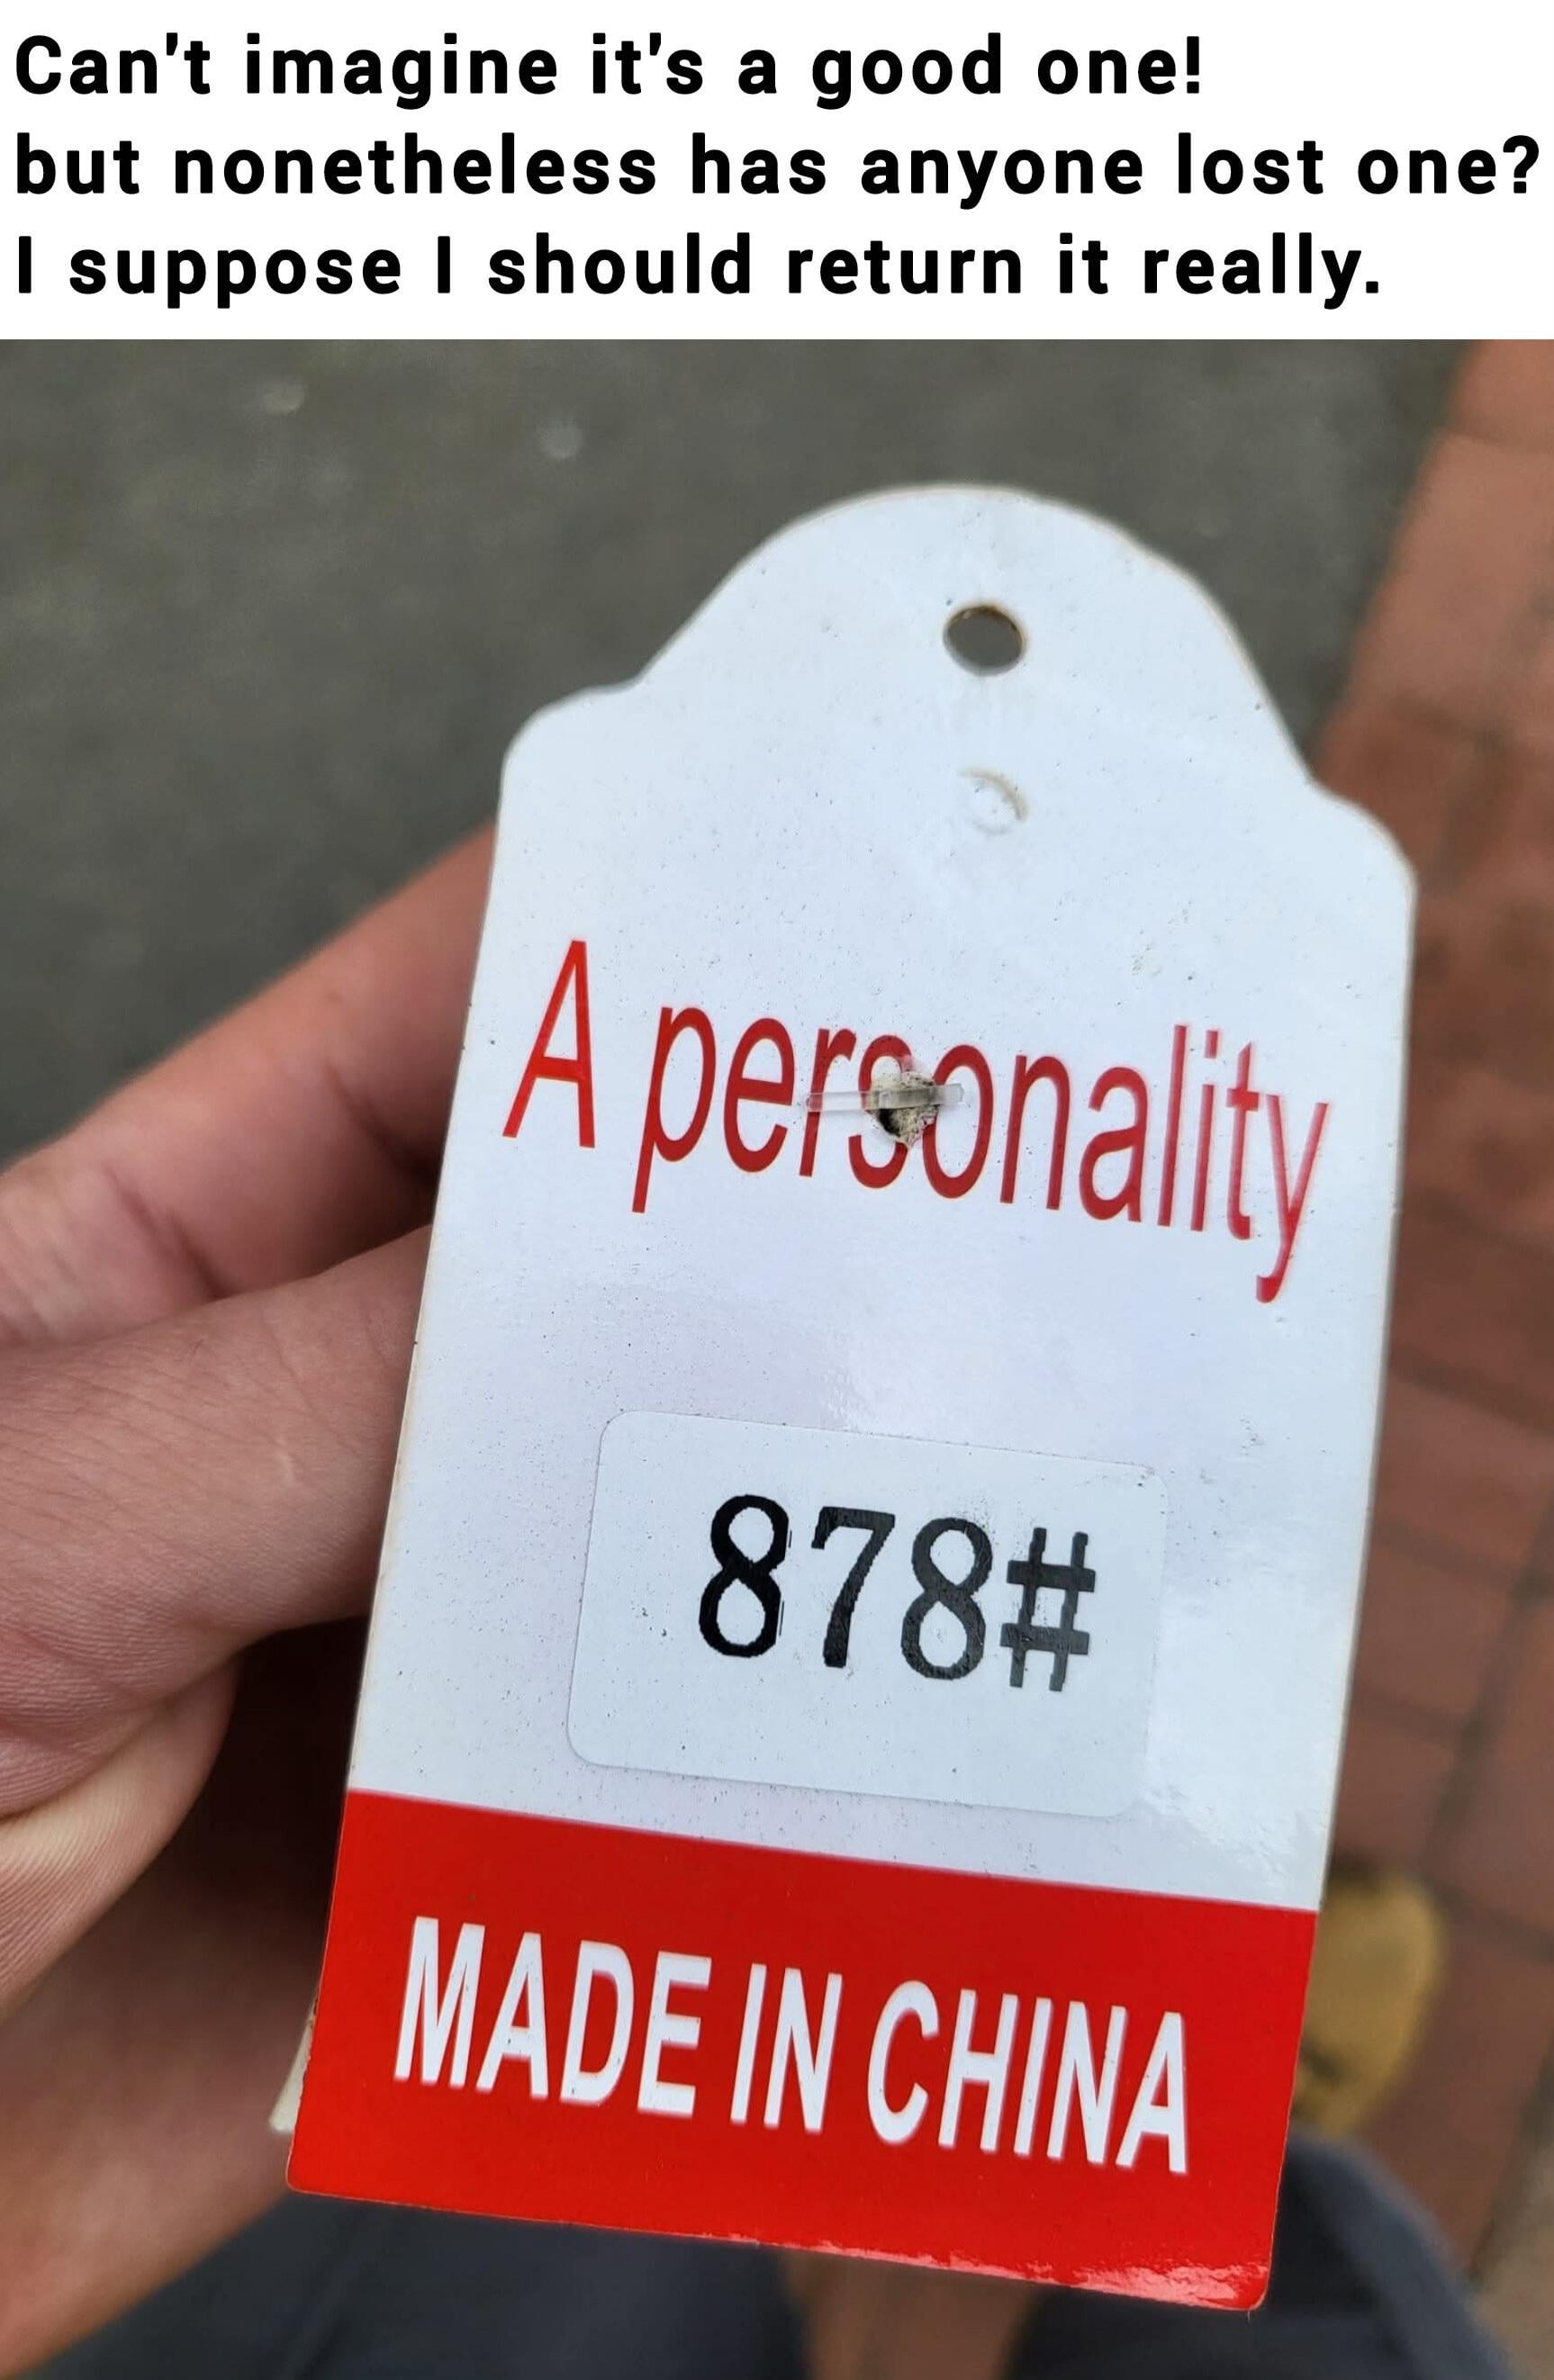 Can't imagine it's a good one!
but nonetheless has anyone lost one?
I suppose I should return it really.
A personality
878#
MADE IN CHINA